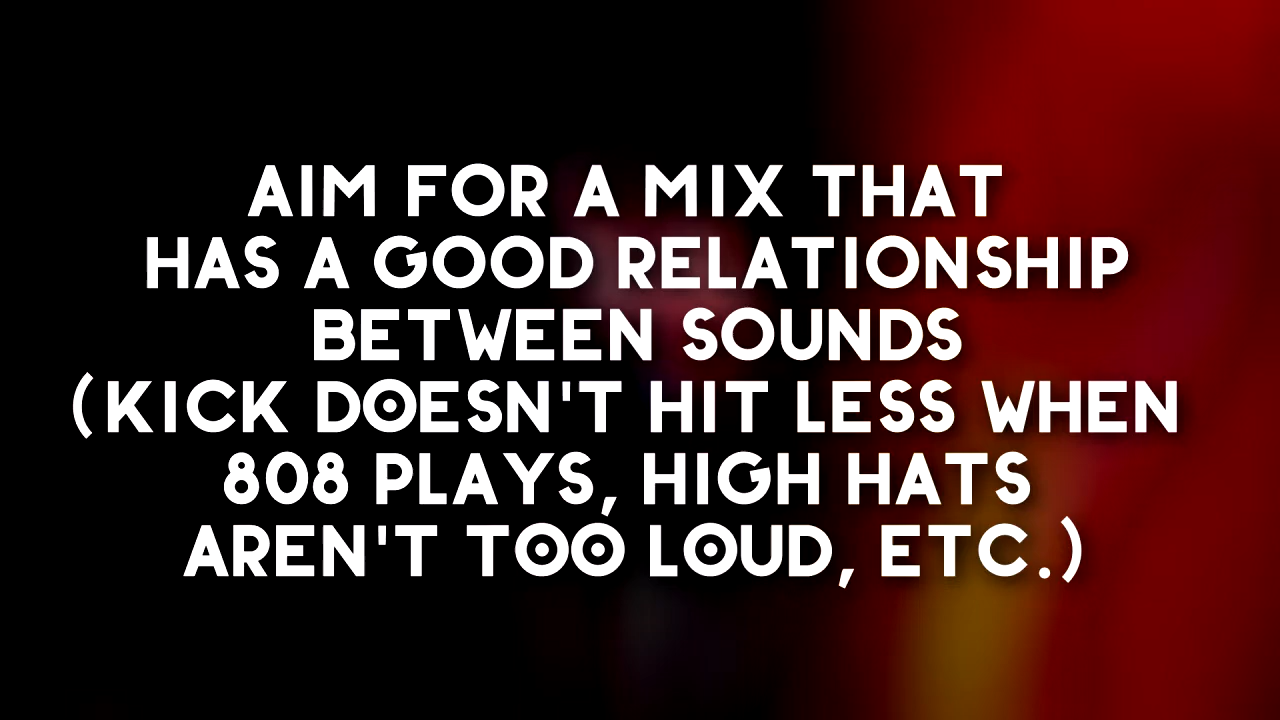 AIM FOR A MIX THAT
HAS A GOOD RELATIONSHIP
BETWEEN SOUNDS
(KICK DOESN'T HIT LESS WHEN
808 PLAYS, HIGH HATS
AREN'T TOO LOUD, ETC.)